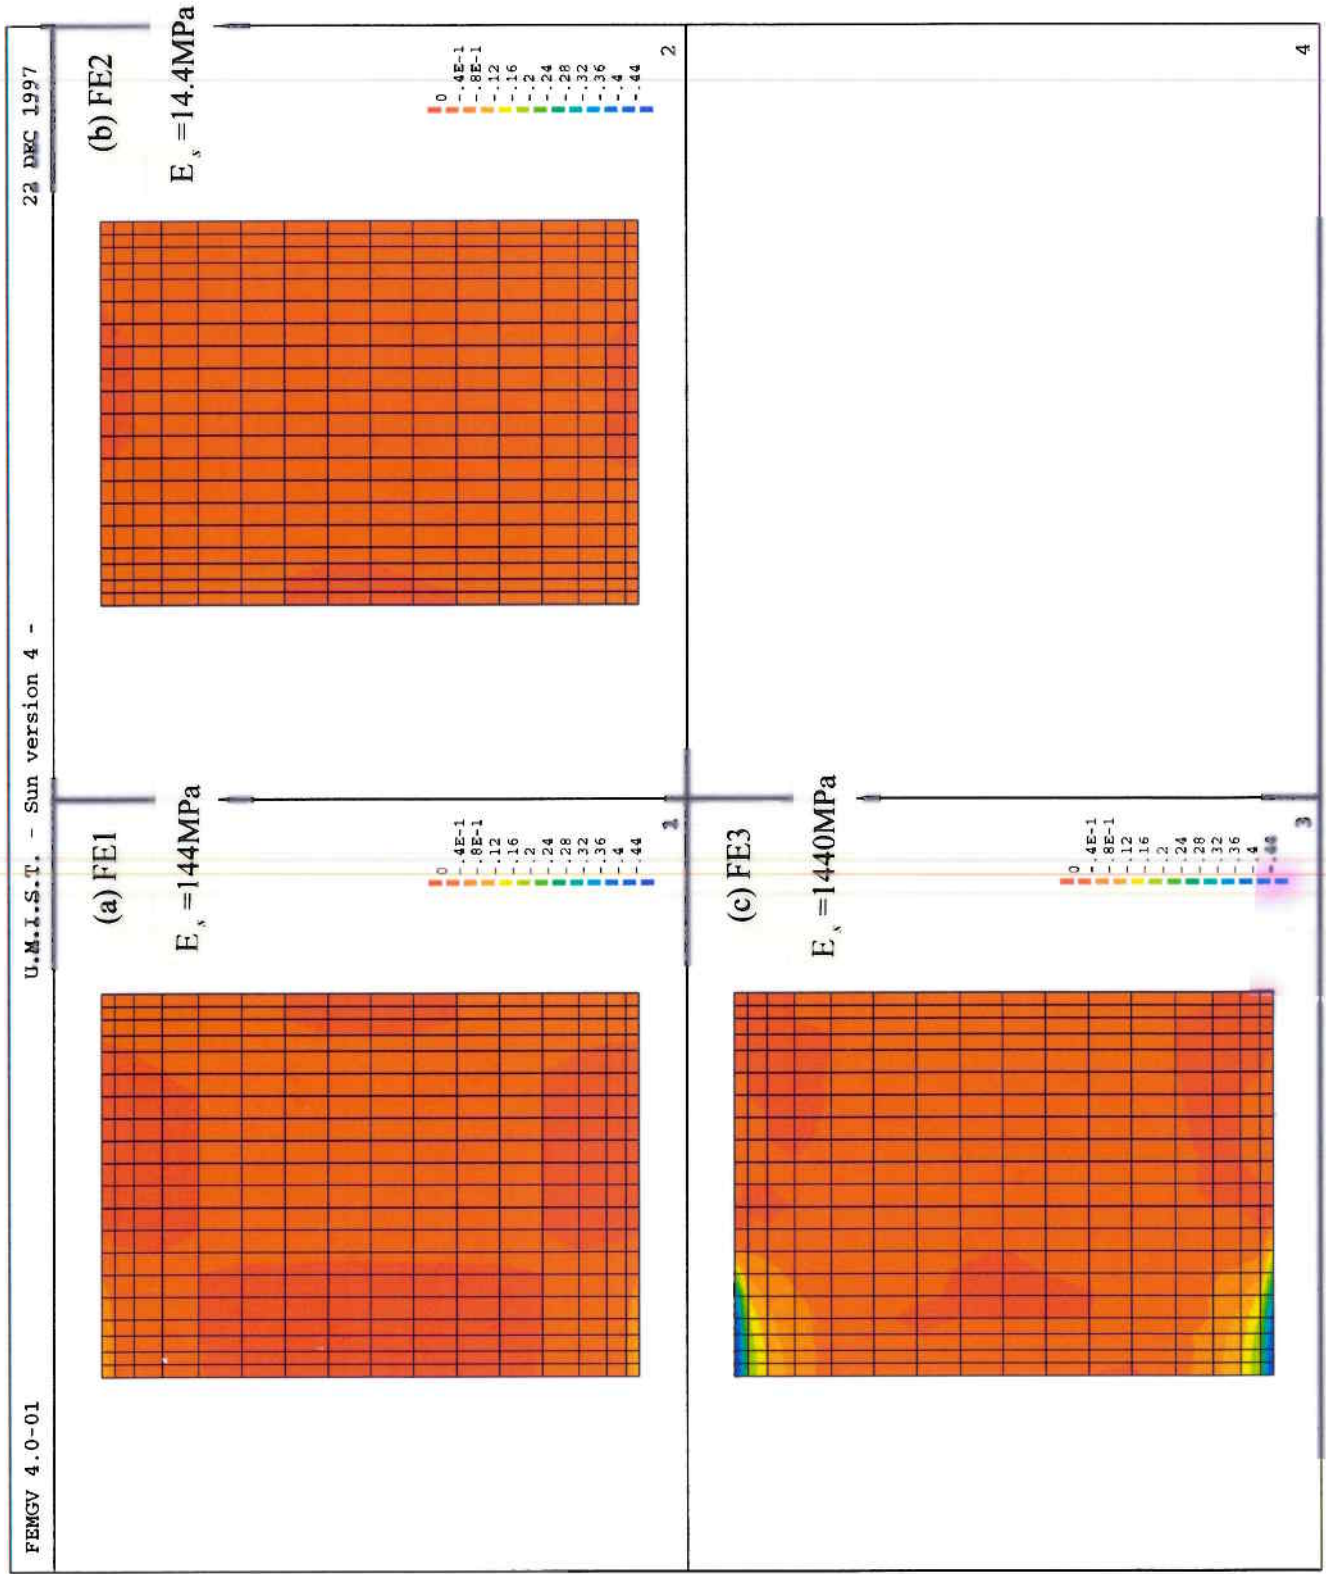 FEMGV 4.0-01 U.M.I.S.T. - Sun version 4 - 22 DEC 1997
(a) FE1
E s =144MPa
0
-.4E-1
-.8E-1
-.12
-.16
-.2
-.24
-.28
-.32
-.36
-.4
-.44
1
(b) FE2
E s =14.4MPa
0
-.4E-1
-.8E-1
-.12
-.16
-.2
-.24
-.28
-.32
-.36
-.4
-.44
2
(c) FE3
E s =1440MPa
0
-.4E-1
-.8E-1
-.12
-.16
-.2
-.24
-.28
-.32
-.36
-.4
-.44
3
4